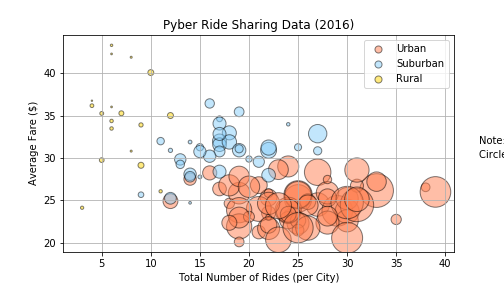 Pyber Ride Sharing Data (2016)
Urban
Suburban
Rural
Average Fare ($)
40
35
30
25
20
5
10
15
20
25
30
35
40
Total Number of Rides (per City)
Note:
Circle